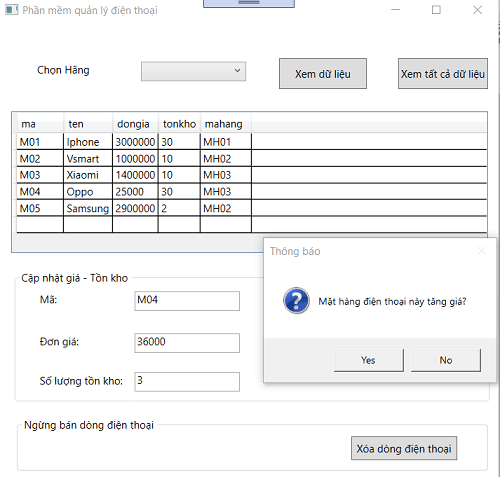 Phần mềm quản lý điện thoại
Chọn Hãng
Xem dữ liệu
Xem tất cả dữ liệu
ma ten dongia tonkho mahang
M01 Iphone 3000000 30 MH01
M02 Vsmart 1000000 10 MH02
M03 Xiaomi 1400000 10 MH03
M04 Oppo 25000 30 MH03
M05 Samsung 2900000 2 MH02
Thông báo
Mặt hàng điện thoại này tăng giá?
Yes No
Cập nhật giá - Tồn kho
Mã: M04
Đơn giá: 36000
Số lượng tồn kho: 3
Ngừng bán dòng điện thoại
Xóa dòng điện thoại